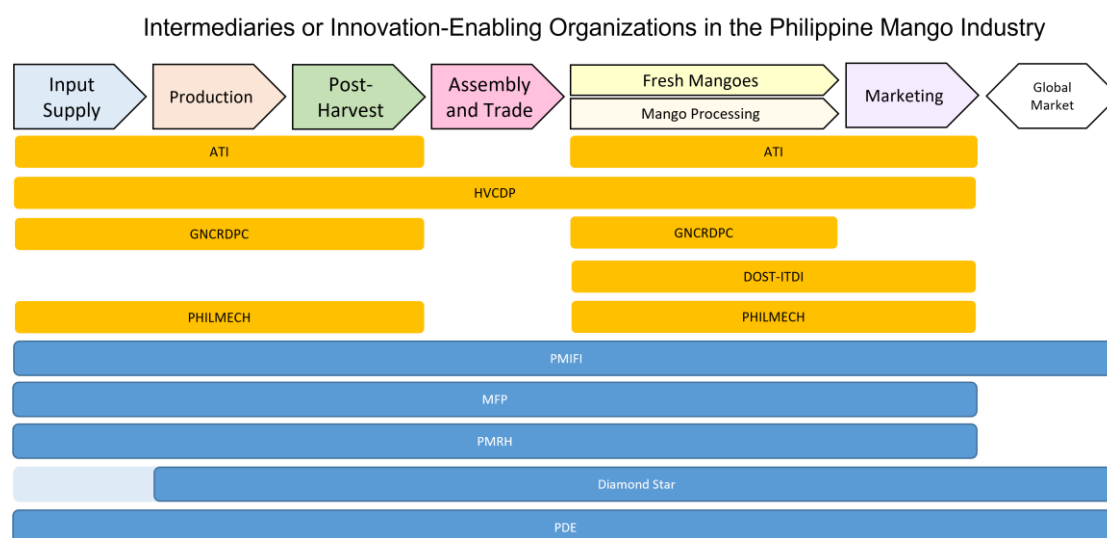 Intermediaries or Innovation-Enabling Organizations in the Philippine Mango Industry
Input
Supply
Production
Post-
Harvest
Assembly
and Trade
Fresh Mangoes
Mango Processing
Marketing
Global
Market
ATI
ATI
HVCDP
GNCRDPC
GNCRDPC
DOST-ITDI
PHILMECH
PHILMECH
PMIFI
MFP
PMRH
Diamond Star
PDE